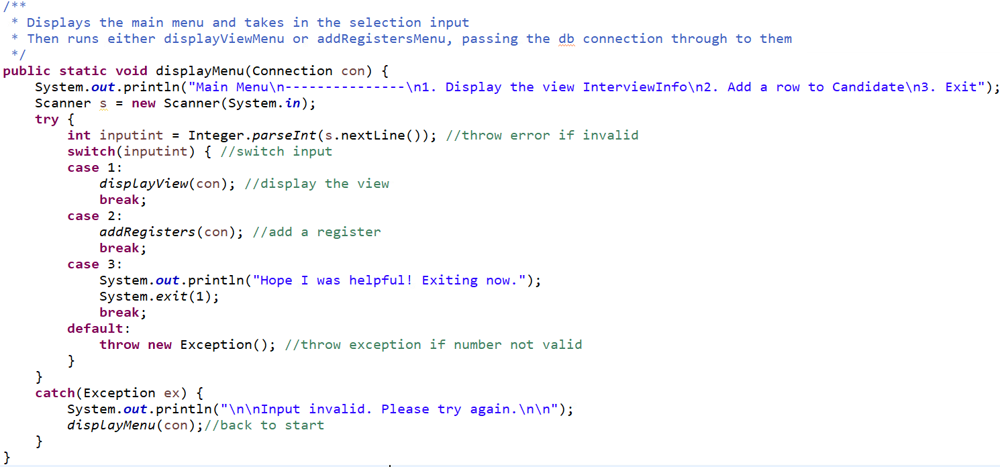 /**
 * Displays the main menu and takes in the selection input
 * Then runs either displayViewMenu or addRegistersMenu, passing the db connection through to them
 */
public static void displayMenu(Connection con) {
    System.out.println("Main Menu\n---------------\n1. Display the view InterviewInfo\n2. Add a row to Candidate\n3. Exit");
    Scanner s = new Scanner(System.in);
    try {
        int inputint = Integer.parseInt(s.nextLine()); //throw error if invalid
        switch(inputint) { //switch input
        case 1:
            displayView(con); //display the view
            break;
        case 2:
            addRegisters(con); //add a register
            break;
        case 3:
            System.out.println("Hope I was helpful! Exiting now.");
            System.exit(1);
            break;
        default:
            throw new Exception(); //throw exception if number not valid
        }
    }
    catch(Exception ex) {
        System.out.println("\n\nInput invalid. Please try again.\n\n");
        displayMenu(con);//back to start
    }
}